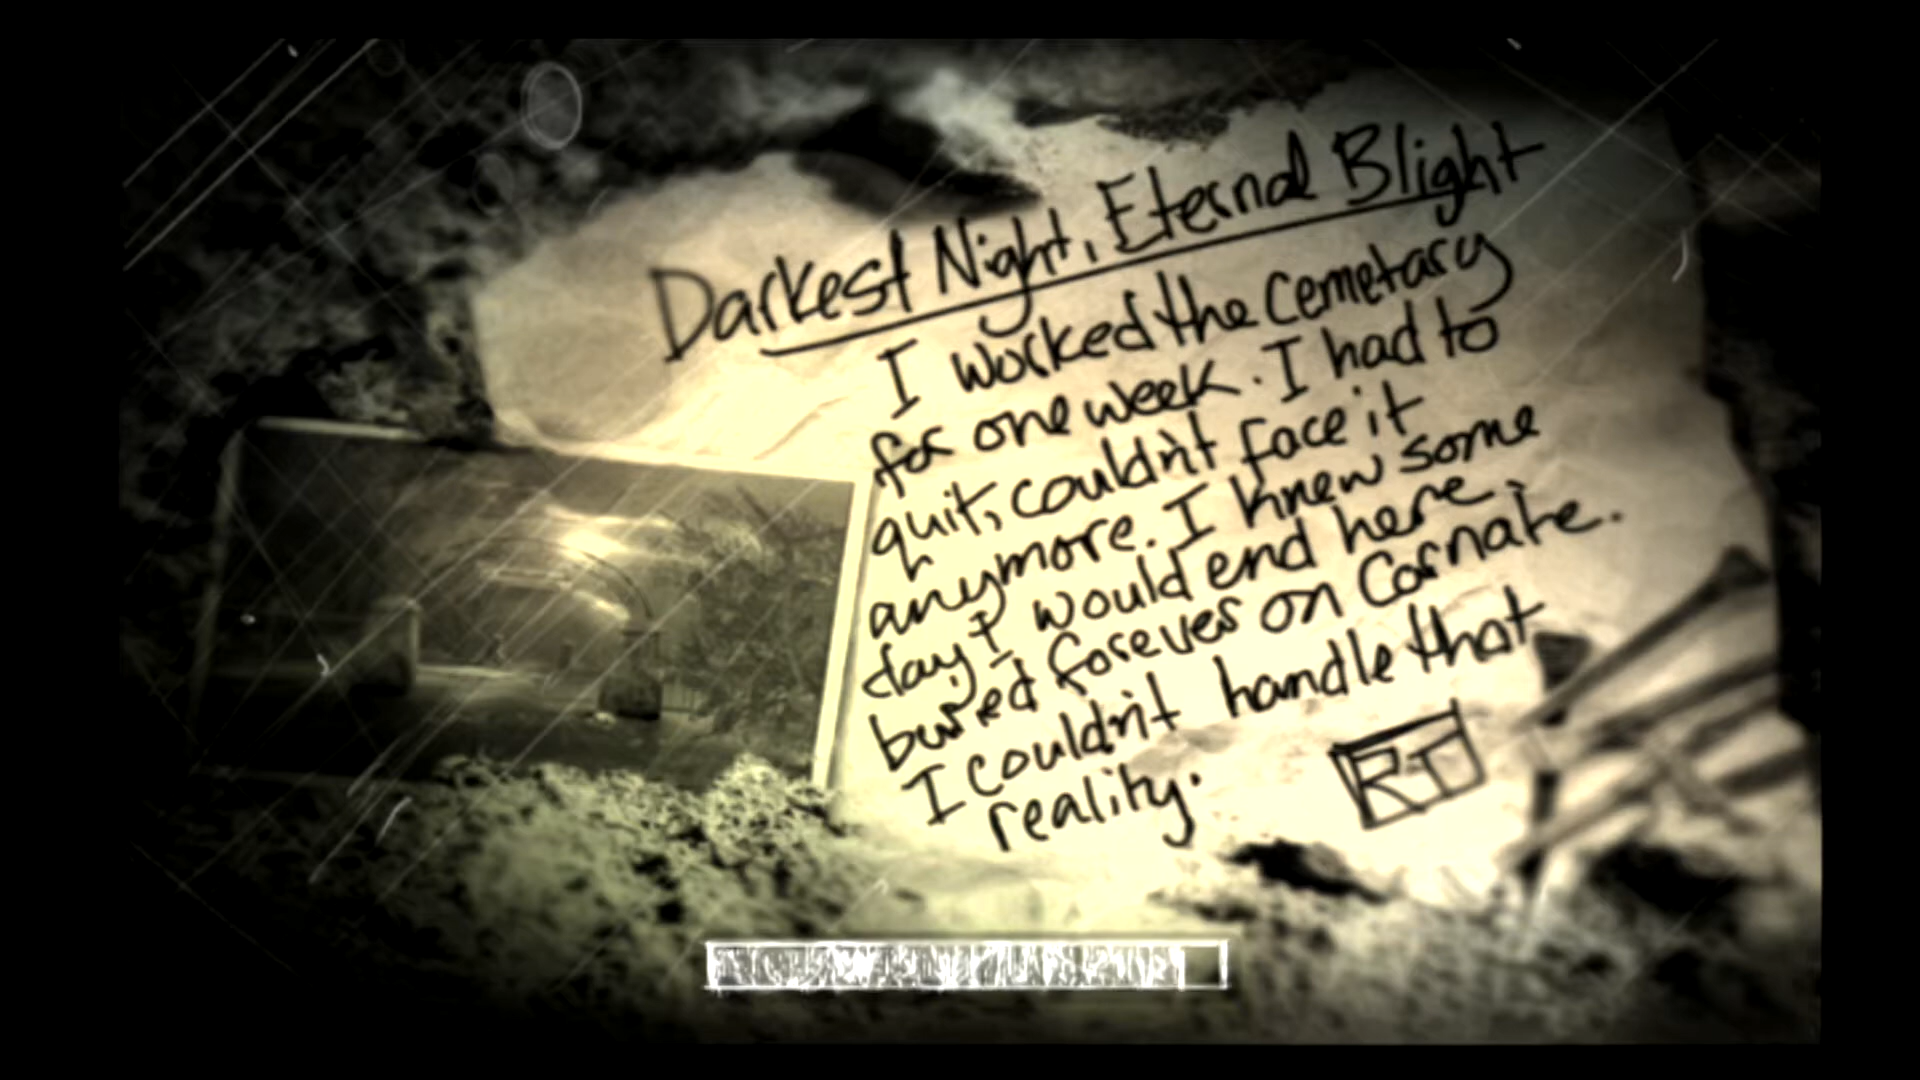 Darkest Night, Eternal Blight
I worked the cemetary
for one week. I had to
quit, couldn't face it
anymore. I knew some
day I would end here,
buried forever on Carnate.
I couldn't handle that
reality.
RT